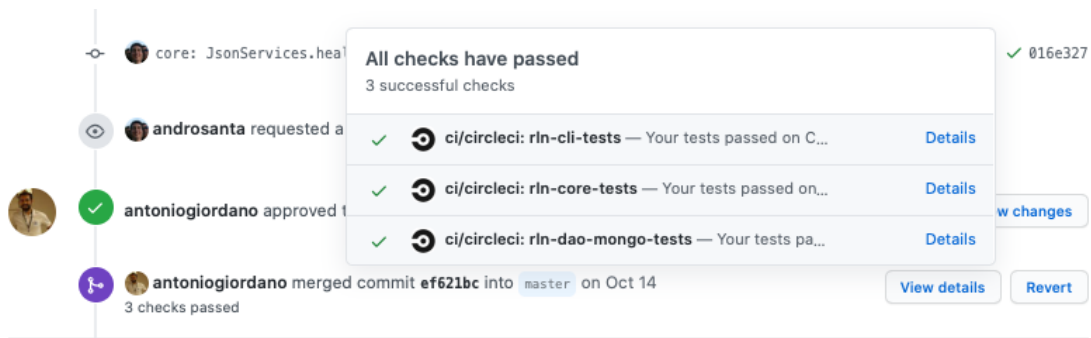 core: JsonServices.heal
All checks have passed
3 successful checks
016e327
androsanta requested a
ci/circleci: rln-cli-tests — Your tests passed on C...
Details
ci/circleci: rln-core-tests — Your tests passed on...
Details
antoniogiordano approved t
w changes
ci/circleci: rln-dao-mongo-tests — Your tests pa...
Details
antoniogiordano merged commit ef621bc into master on Oct 14
View details
Revert
3 checks passed